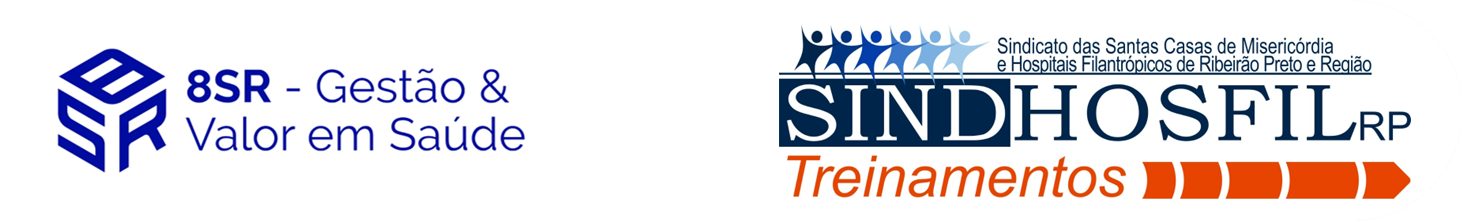 8SR
8SR - Gestão &
Valor em Saúde
Sindicato das Santas Casas de Misericórdia
e Hospitais Filantrópicos de Ribeirão Preto e Região
SINDHOSFILRP
Treinamentos